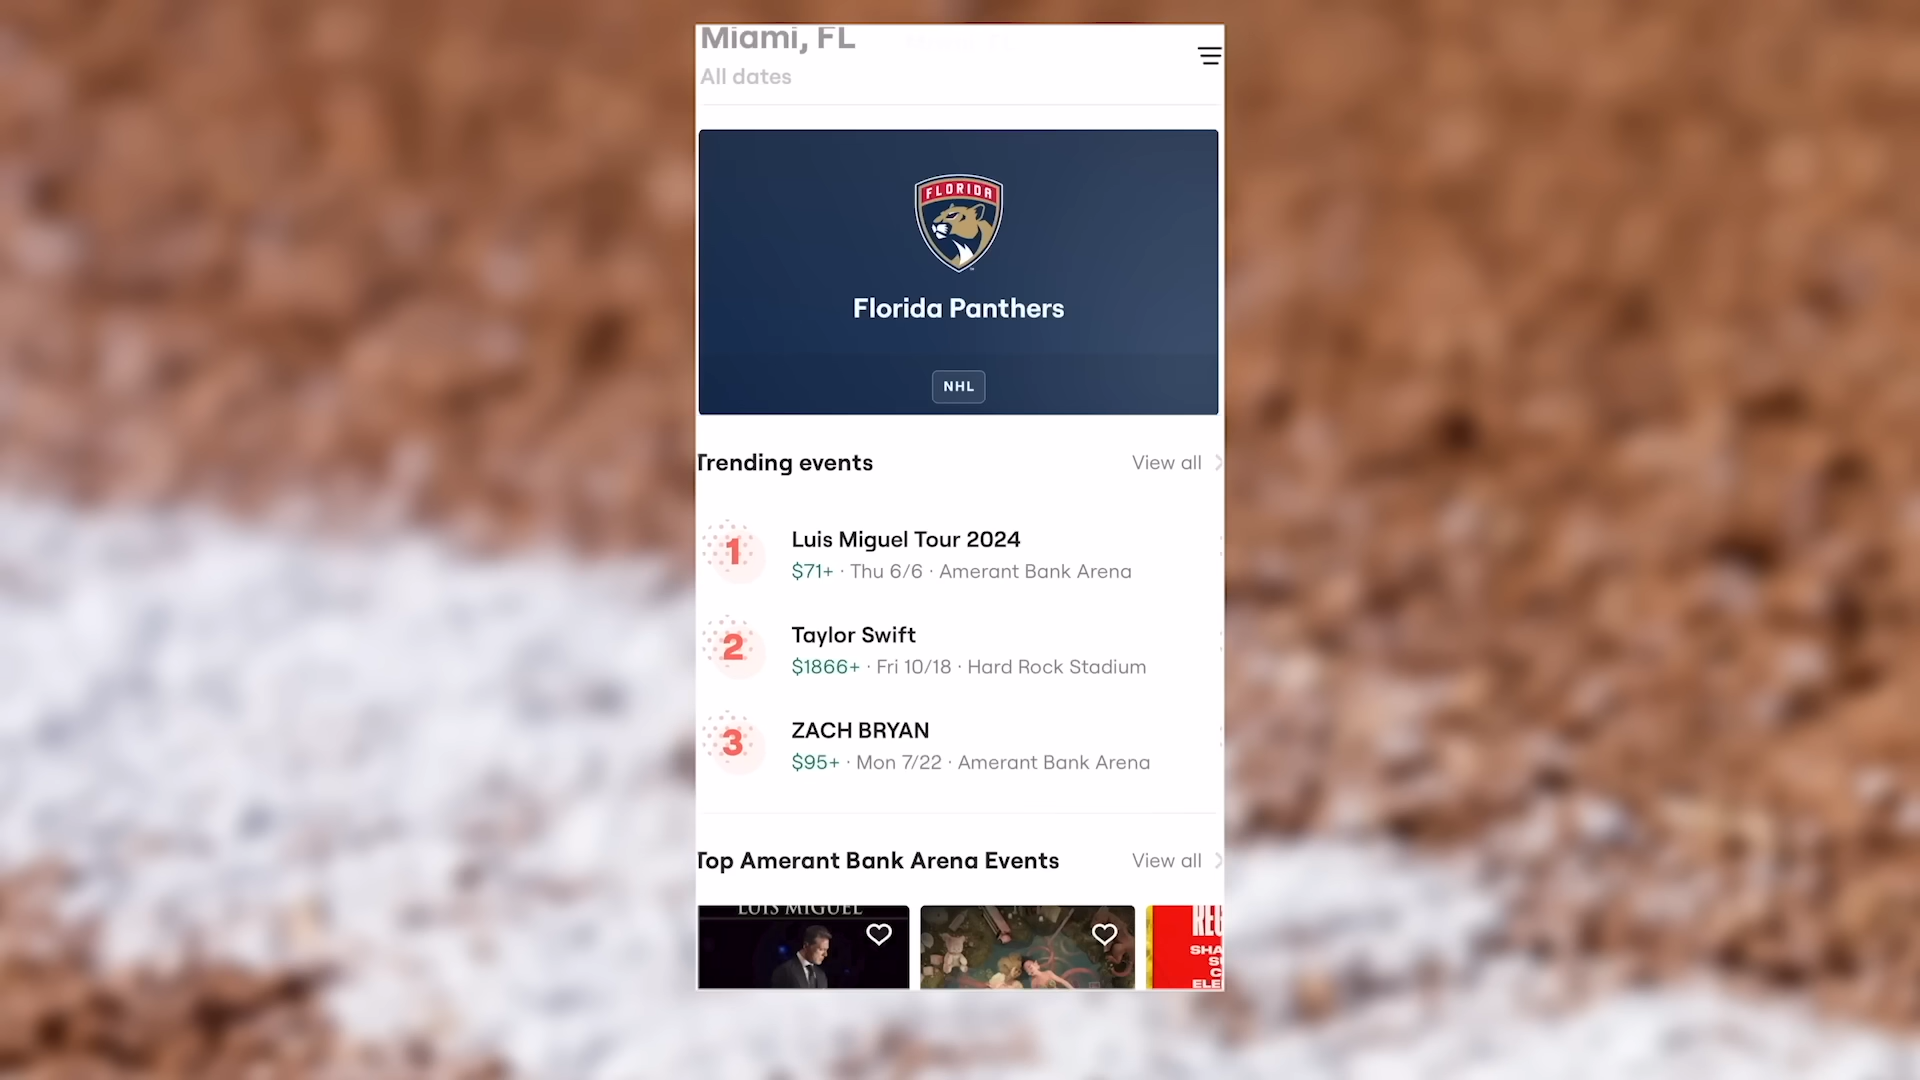 Miami, FL
All dates
FLORIDA
Florida Panthers
NHL
Trending events
View all
1
Luis Miguel Tour 2024
$71+ · Thu 6/6 · Amerant Bank Arena
2
Taylor Swift
$1866+ · Fri 10/18 · Hard Rock Stadium
3
ZACH BRYAN
$95+ · Mon 7/22 · Amerant Bank Arena
Top Amerant Bank Arena Events
View all
LUIS MIGUEL